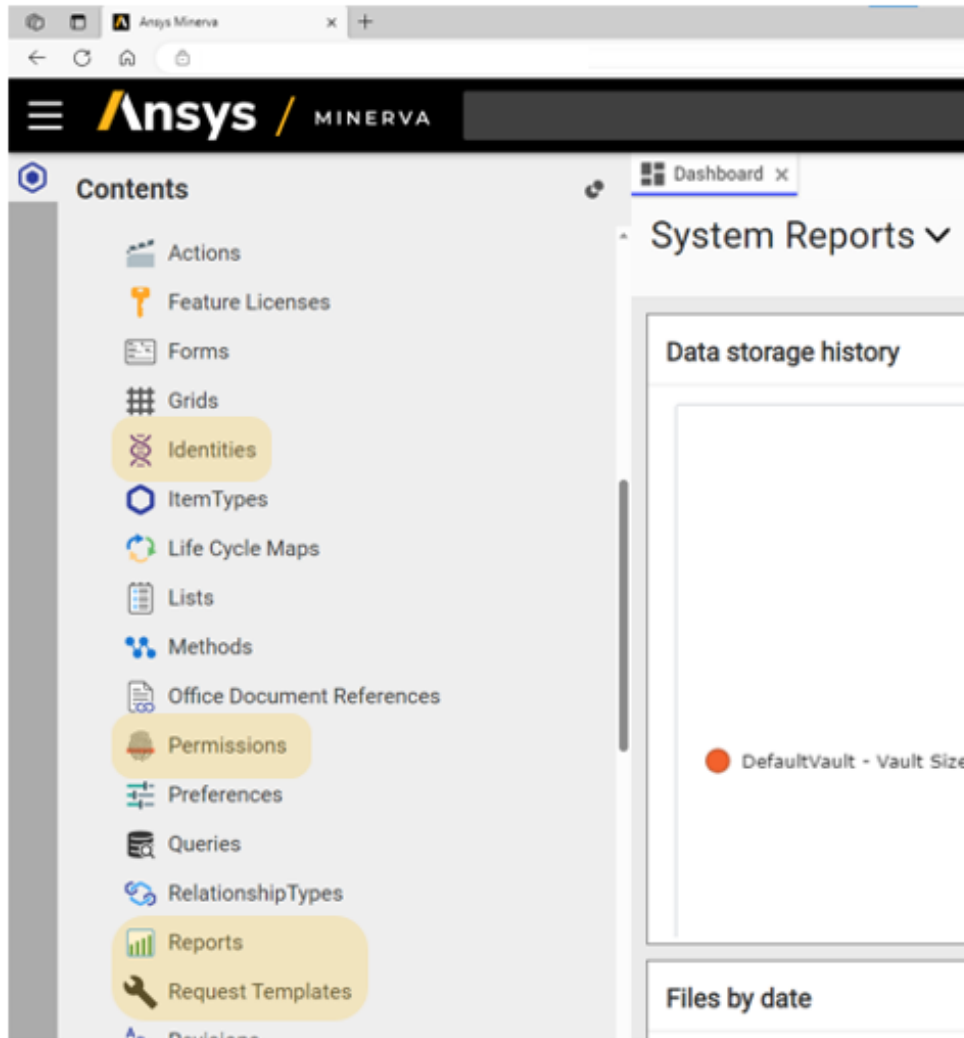 Ansys Minerva
Ansys / MINERVA
Contents
Dashboard
System Reports
Actions
Feature Licenses
Forms
Grids
Identities
ItemTypes
Life Cycle Maps
Lists
Methods
Office Document References
Permissions
Preferences
Queries
RelationshipTypes
Reports
Request Templates
Data storage history
DefaultVault - Vault Size
Files by date